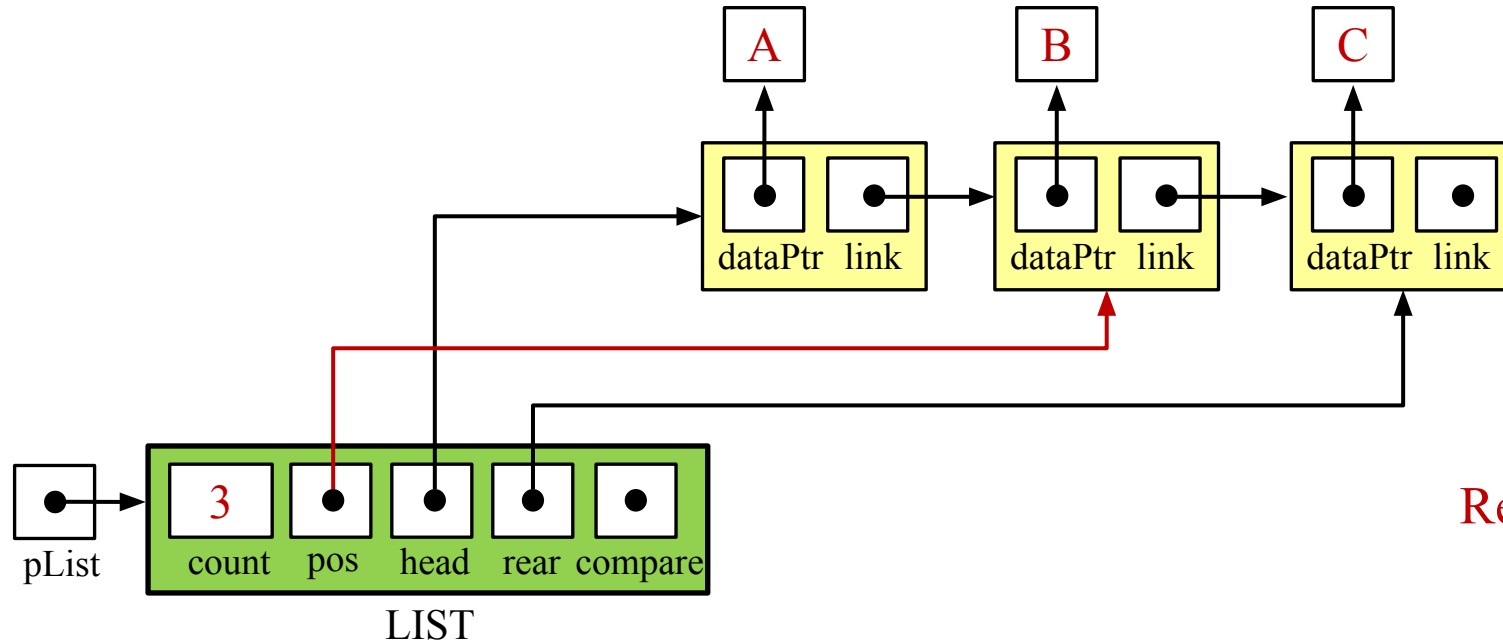 A B C
dataPtr link dataPtr link dataPtr link
3
pList count pos head rear compare
LIST